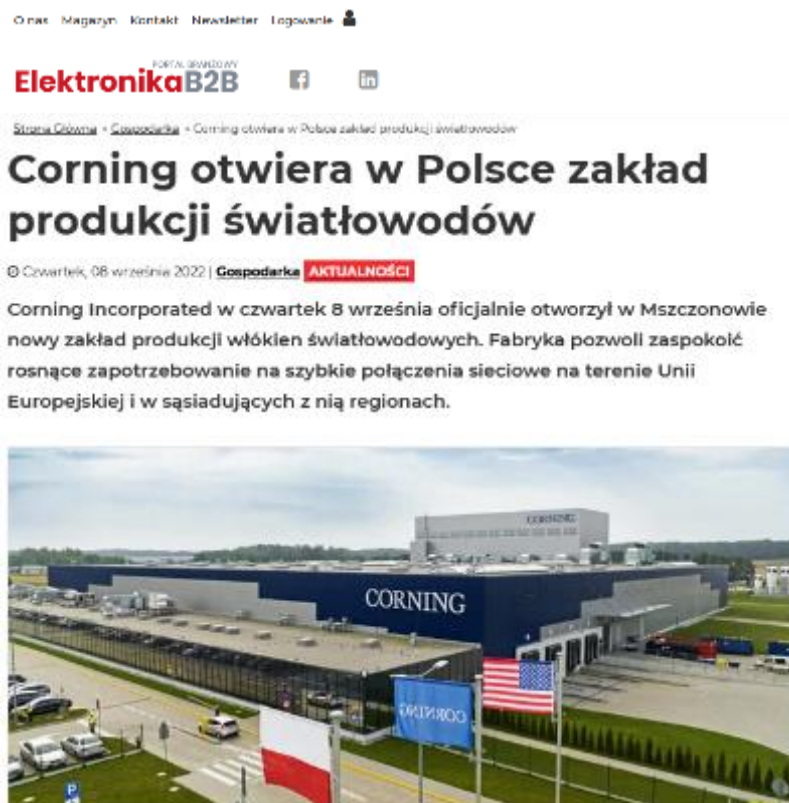 O nas Magazyn Kontakt Newsletter Logowanie
PORTAL BRANŻOWY
ElektronikaB2B
f in
Strona Główna » Gospodarka » Corning otwiera w Polsce zakład produkcji światłowodów
Corning otwiera w Polsce zakład
produkcji światłowodów
Czwartek, 08 września 2022 | Gospodarka AKTUALNOŚCI
Corning Incorporated w czwartek 8 września oficjalnie otworzył w Mszczonowie
nowy zakład produkcji włókien światłowodowych. Fabryka pozwoli zaspokoić
rosnące zapotrzebowanie na szybkie połączenia sieciowe na terenie Unii
Europejskiej i w sąsiadujących z nią regionach.
CORNING
CORNING
CORNING
P